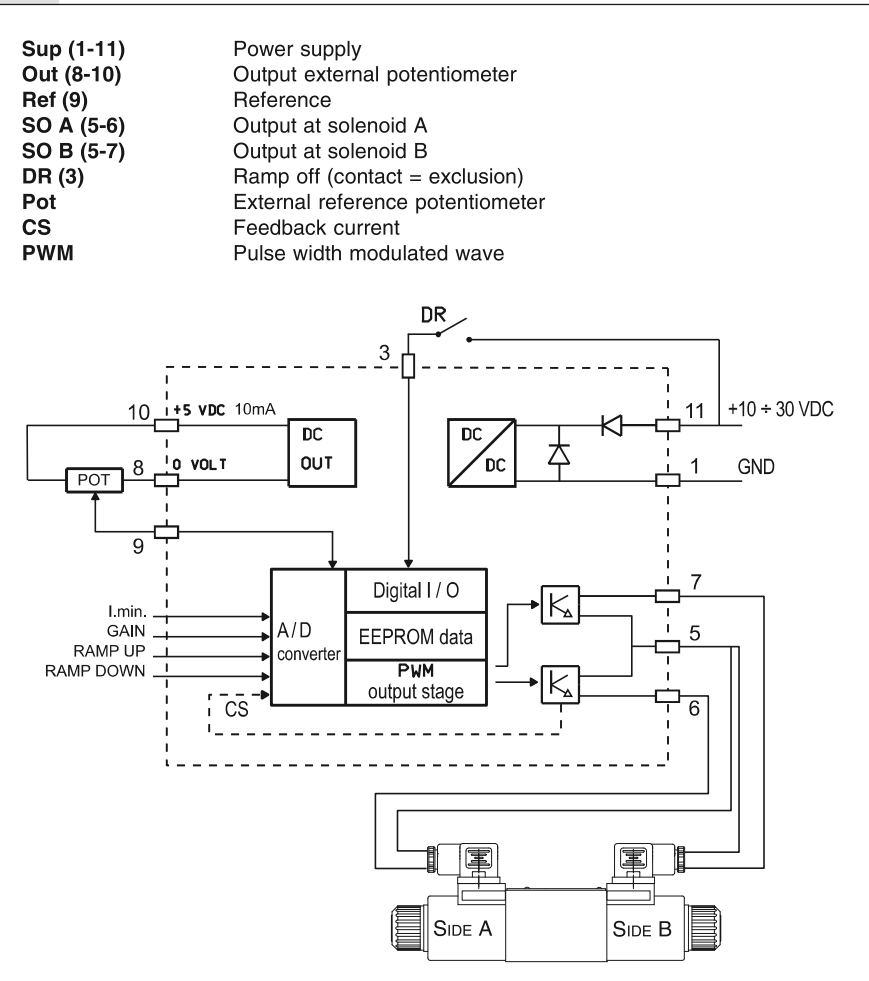 Sup (1-11) Power supply
Out (8-10) Output external potentiometer
Ref (9) Reference
SO A (5-6) Output at solenoid A
SO B (5-7) Output at solenoid B
DR (3) Ramp off (contact = exclusion)
Pot External reference potentiometer
CS Feedback current
PWM Pulse width modulated wave
DR
3
10 +5 VDC 10mA
11 +10 ÷ 30 VDC
DC
OUT
DC
DC
8 0 VOLT
POT
1 GND
9
Digital I / O
7
I.min.
GAIN
RAMP UP
RAMP DOWN
A/D
converter
EEPROM data
5
PWM
output stage
CS
6
SIDE A
SIDE B